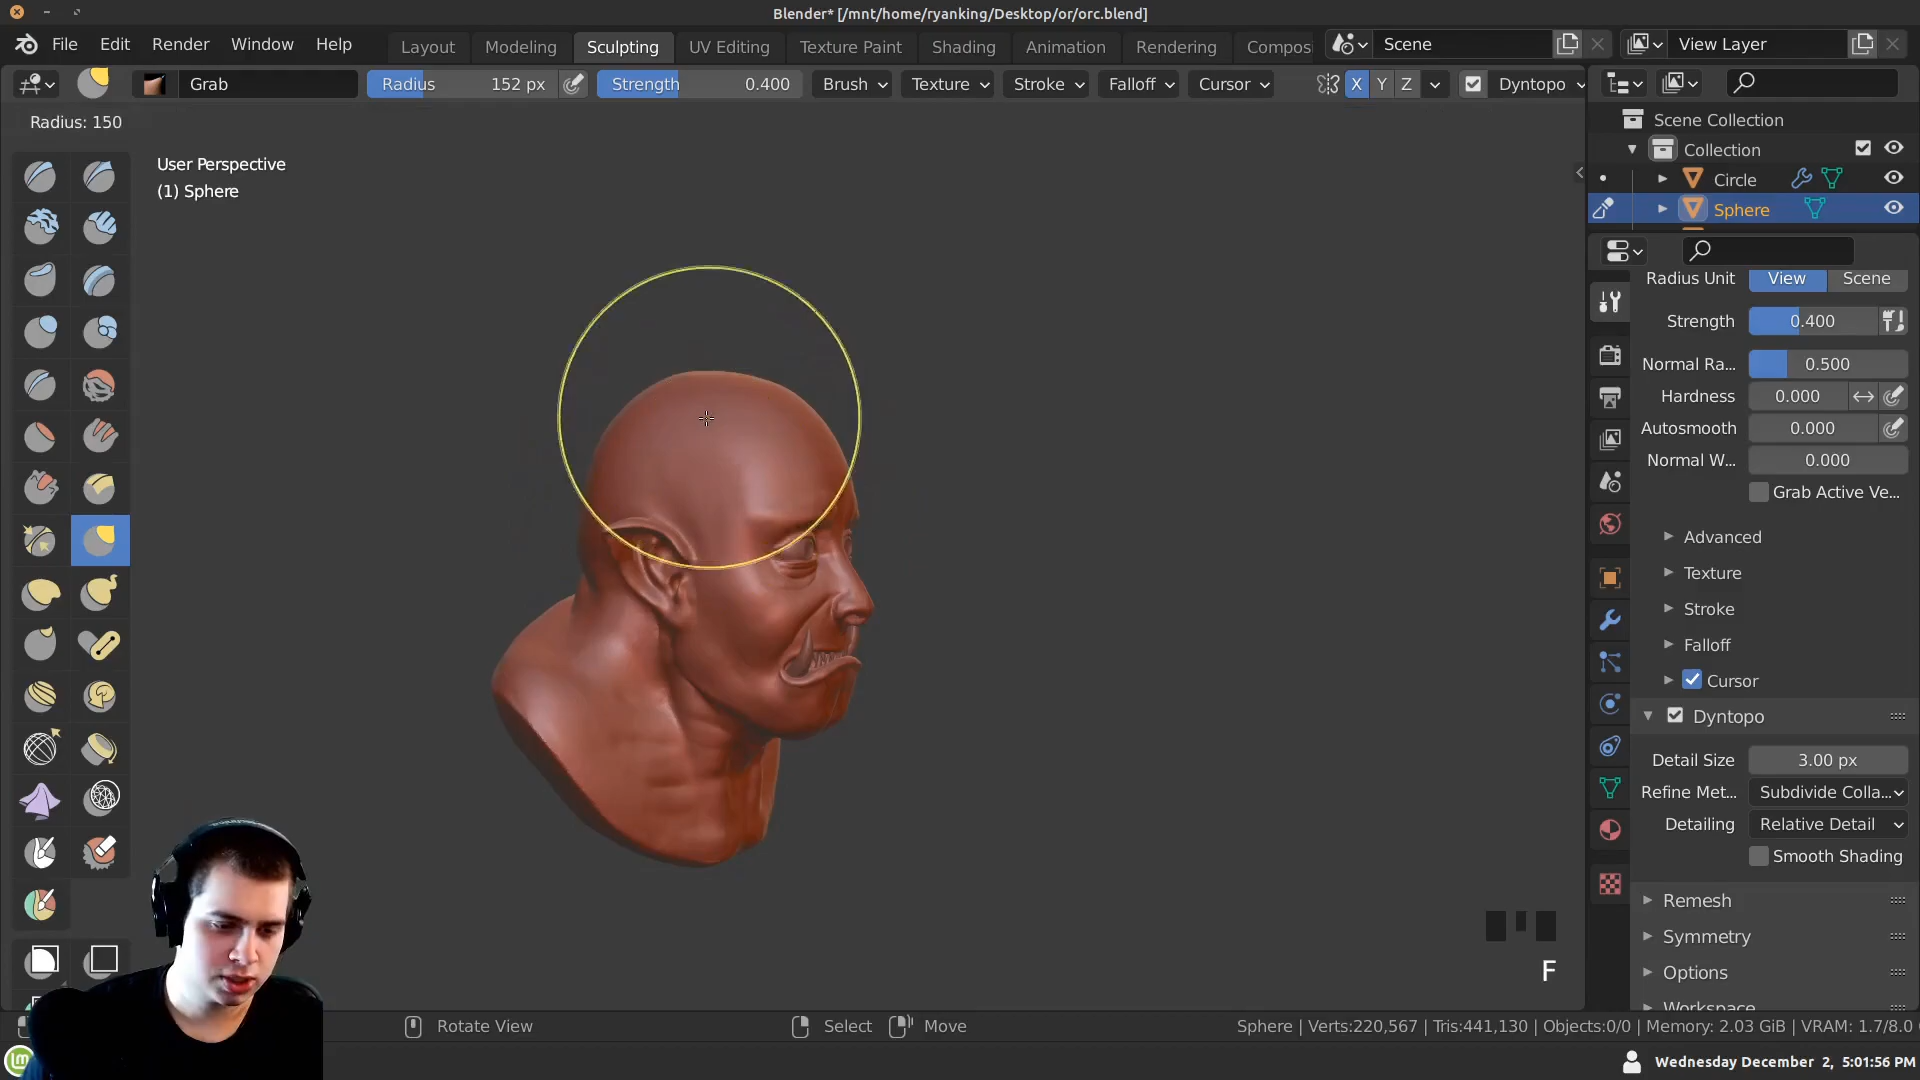 Blender* [/mnt/home/ryanking/Desktop/or/orc.blend]
File Edit Render Window Help Layout Modeling Sculpting UV Editing Texture Paint Shading Animation Rendering Composi Scene View Layer
Grab Radius 152 px Strength 0.400 Brush Texture Stroke Falloff Cursor X Y Z Dyntopo
Radius: 150
User Perspective
(1) Sphere
Scene Collection
Collection
Circle
Sphere
Radius Unit View Scene
Strength 0.400
Normal Ra... 0.500
Hardness 0.000
Autosmooth 0.000
Normal W... 0.000
Grab Active Ve...
Advanced
Texture
Stroke
Falloff
Cursor
Dyntopo
Detail Size 3.00 px
Refine Met... Subdivide Colla...
Detailing Relative Detail
Smooth Shading
Remesh
Symmetry
Options
Workspace
F
Rotate View Select Move Sphere | Verts:220,567 | Tris:441,130 | Objects:0/0 | Memory: 2.03 GiB | VRAM: 1.7/8.0
Wednesday December 2, 5:01:56 PM